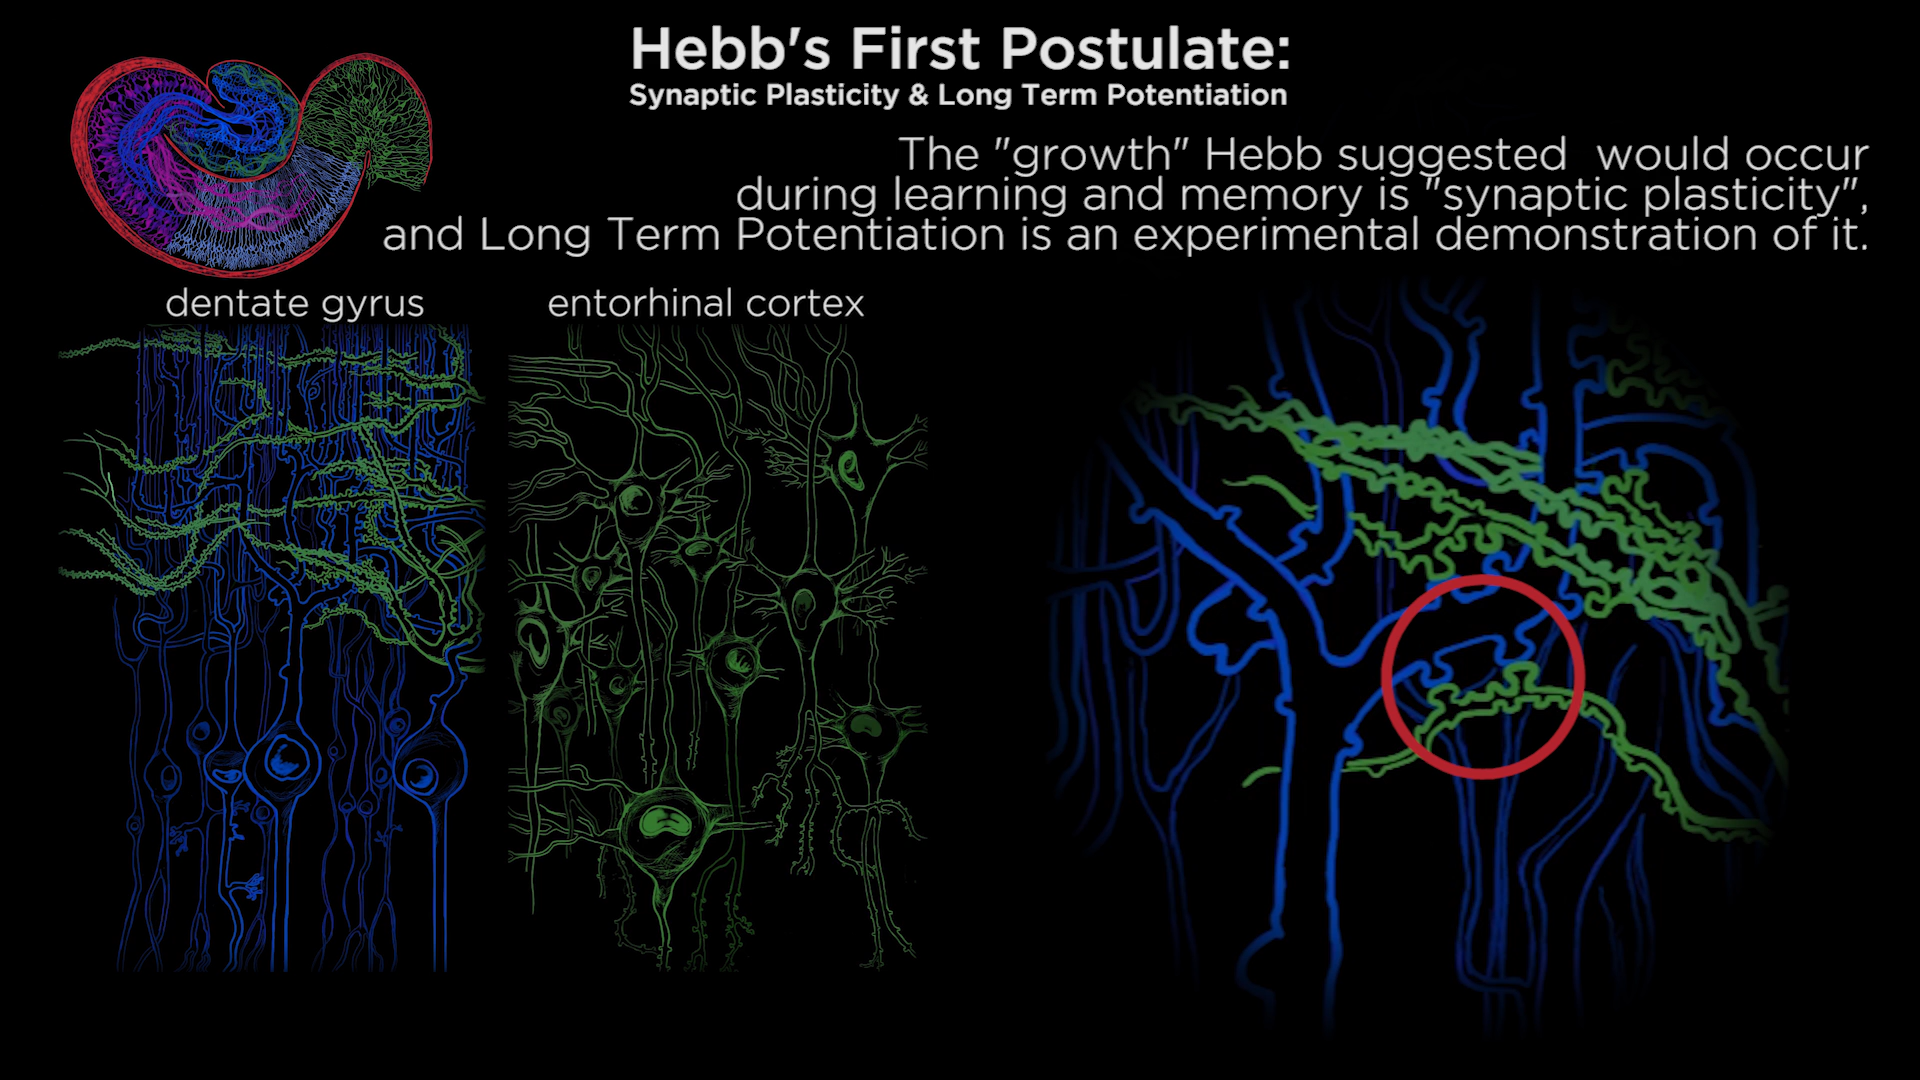 Hebb's First Postulate:
Synaptic Plasticity & Long Term Potentiation
The "growth" Hebb suggested would occur
during learning and memory is "synaptic plasticity",
and Long Term Potentiation is an experimental demonstration of it.
dentate gyrus
entorhinal cortex